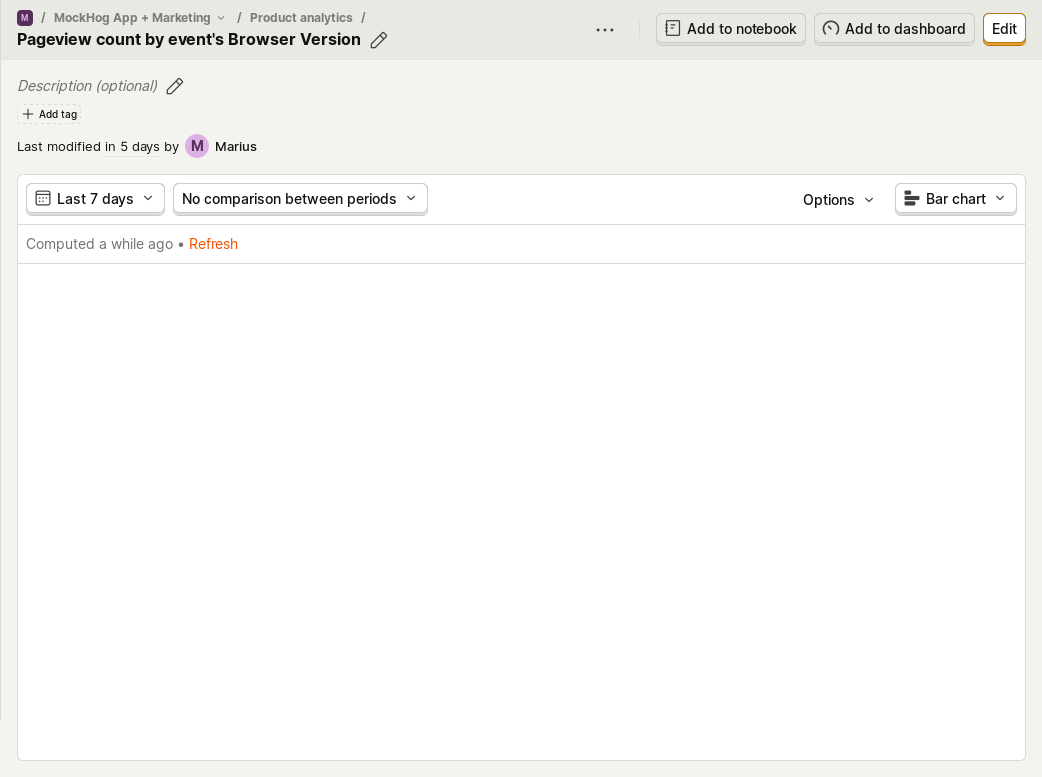 M / MockHog App + Marketing / Product analytics /
Pageview count by event's Browser Version
Add to notebook
Add to dashboard
Edit
Description (optional)
Add tag
Last modified in 5 days by M Marius
Last 7 days
No comparison between periods
Options
Bar chart
Computed a while ago • Refresh